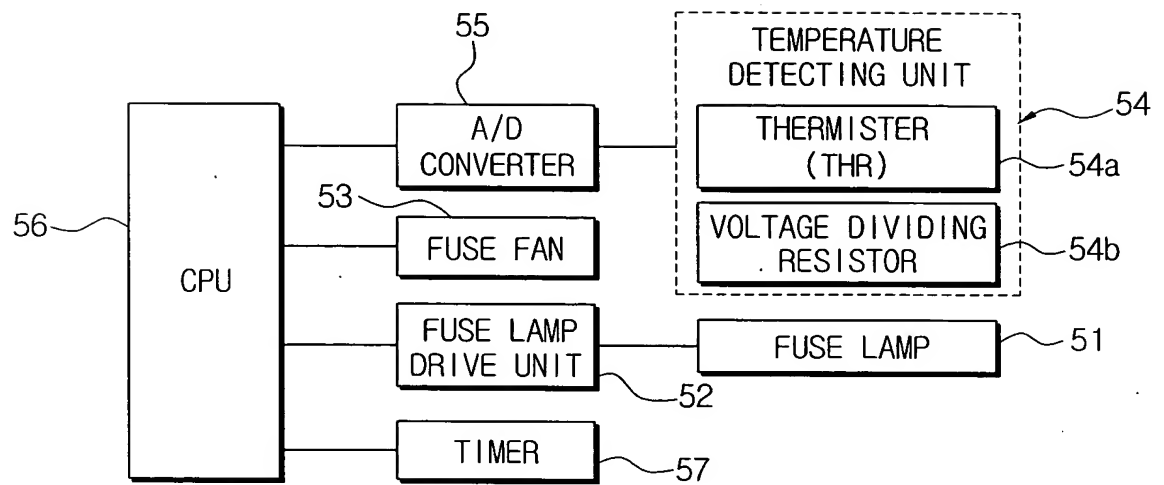 55
TEMPERATURE
DETECTING UNIT
54
A/D
CONVERTER
THERMISTER
(THR)
54a
53
56
CPU
FUSE FAN
VOLTAGE DIVIDING
RESISTOR
54b
FUSE LAMP
DRIVE UNIT
52
FUSE LAMP
51
TIMER
57